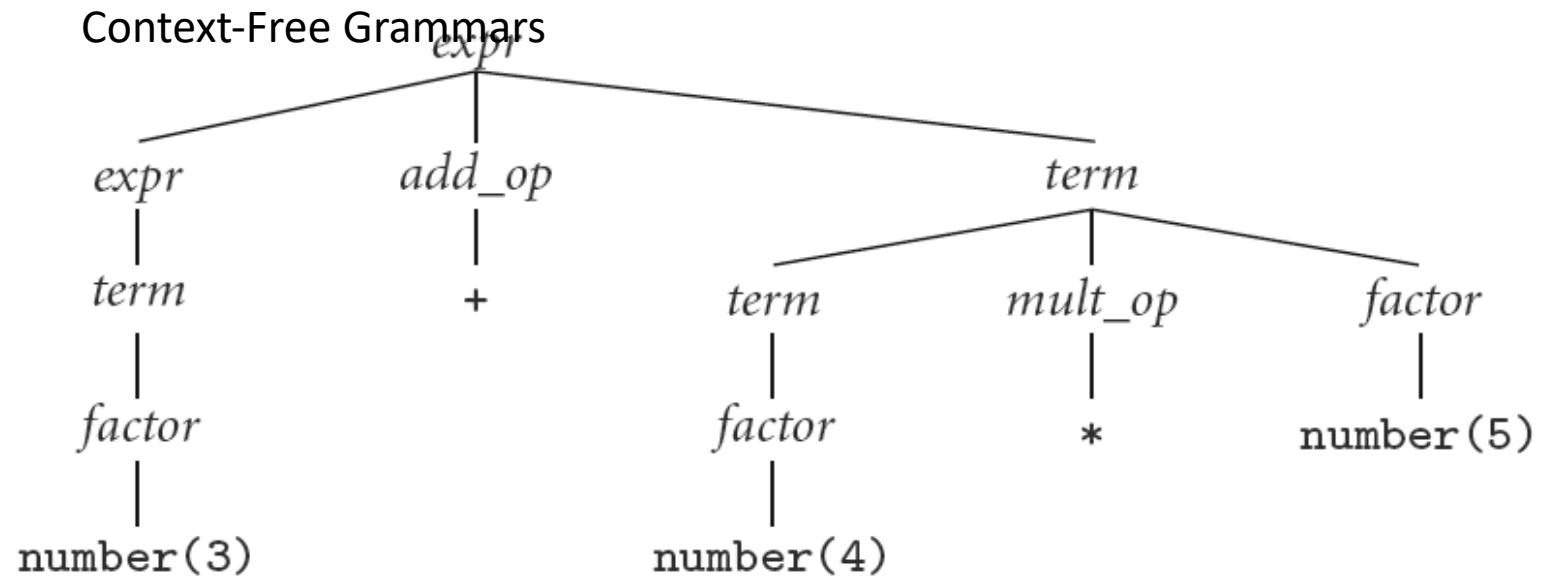 Context-Free Grammars
expr
expr add_op term
term + term mult_op factor
factor factor * number(5)
number(3) number(4)